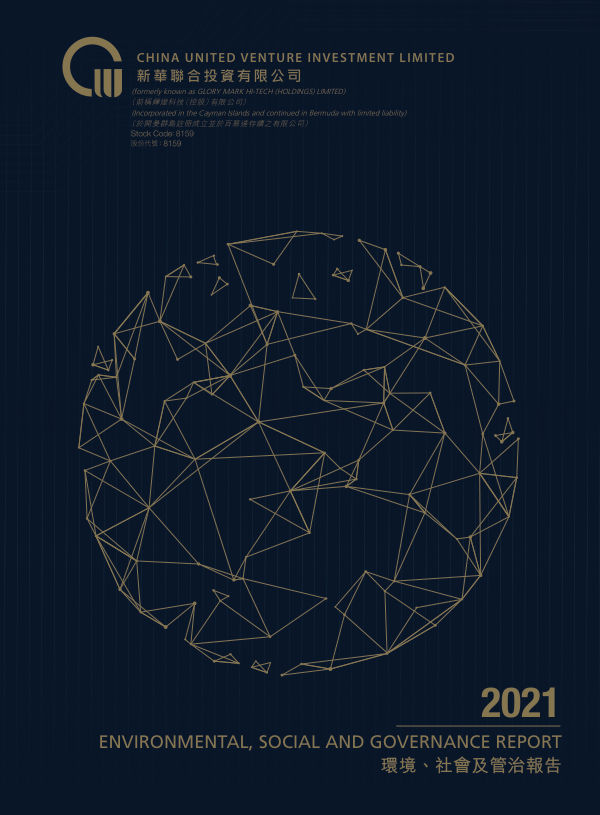 CHINA UNITED VENTURE INVESTMENT LIMITED
新華聯合投資有限公司
(formerly known as GLORY MARK HI-TECH (HOLDINGS) LIMITED)
（前稱輝煌科技（控股）有限公司）
(Incorporated in the Cayman Islands and continued in Bermuda with limited liability)
（於開曼群島註冊成立並於百慕達存續之有限公司）
Stock Code: 8159
股份代號：8159
2021
ENVIRONMENTAL, SOCIAL AND GOVERNANCE REPORT
環境、社會及管治報告